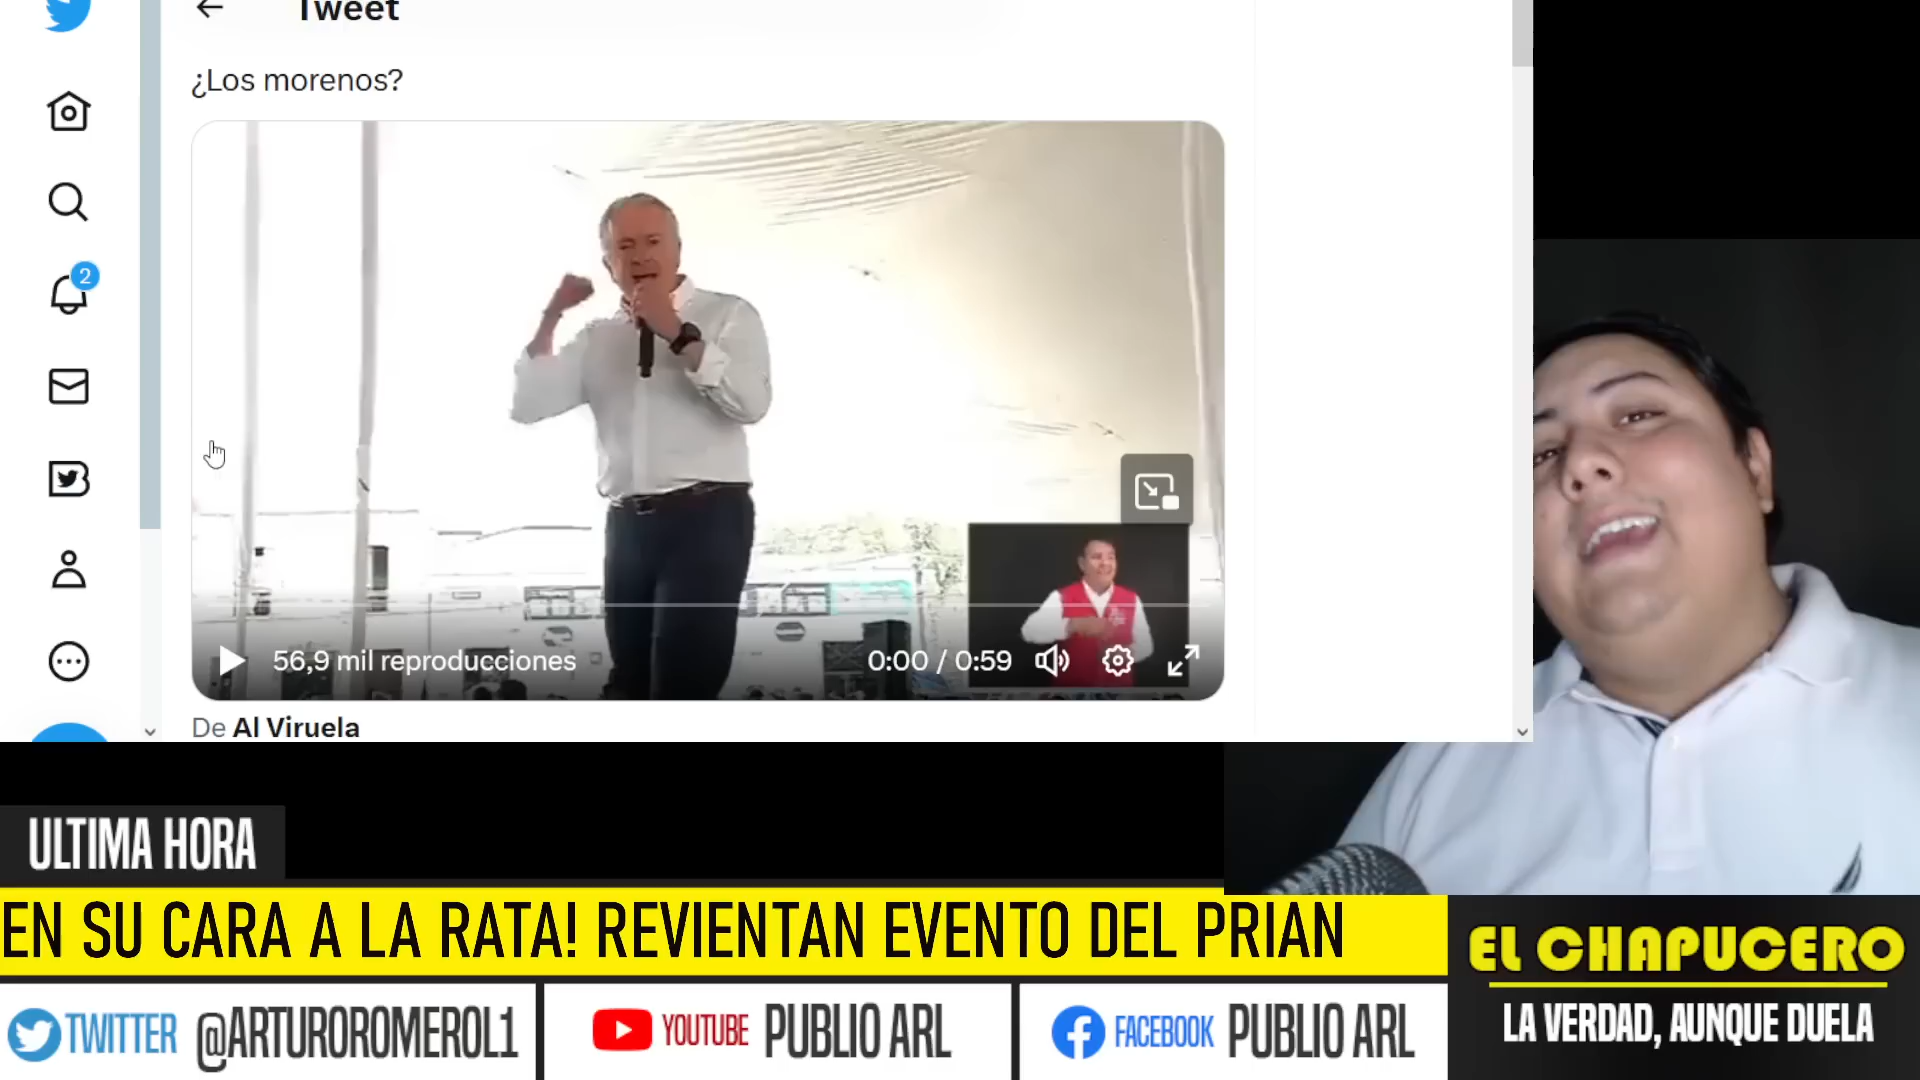 Tweet
¿Los morenos?
2
56,9 mil reproducciones
0:00 / 0:59
De Al Viruela
ULTIMA HORA
EN SU CARA A LA RATA! REVIENTAN EVENTO DEL PRIAN
EL CHAPUCERO
LA VERDAD, AUNQUE DUELA
TWITTER @ARTUROROMEROL1
YOUTUBE PUBLIO ARL
FACEBOOK PUBLIO ARL